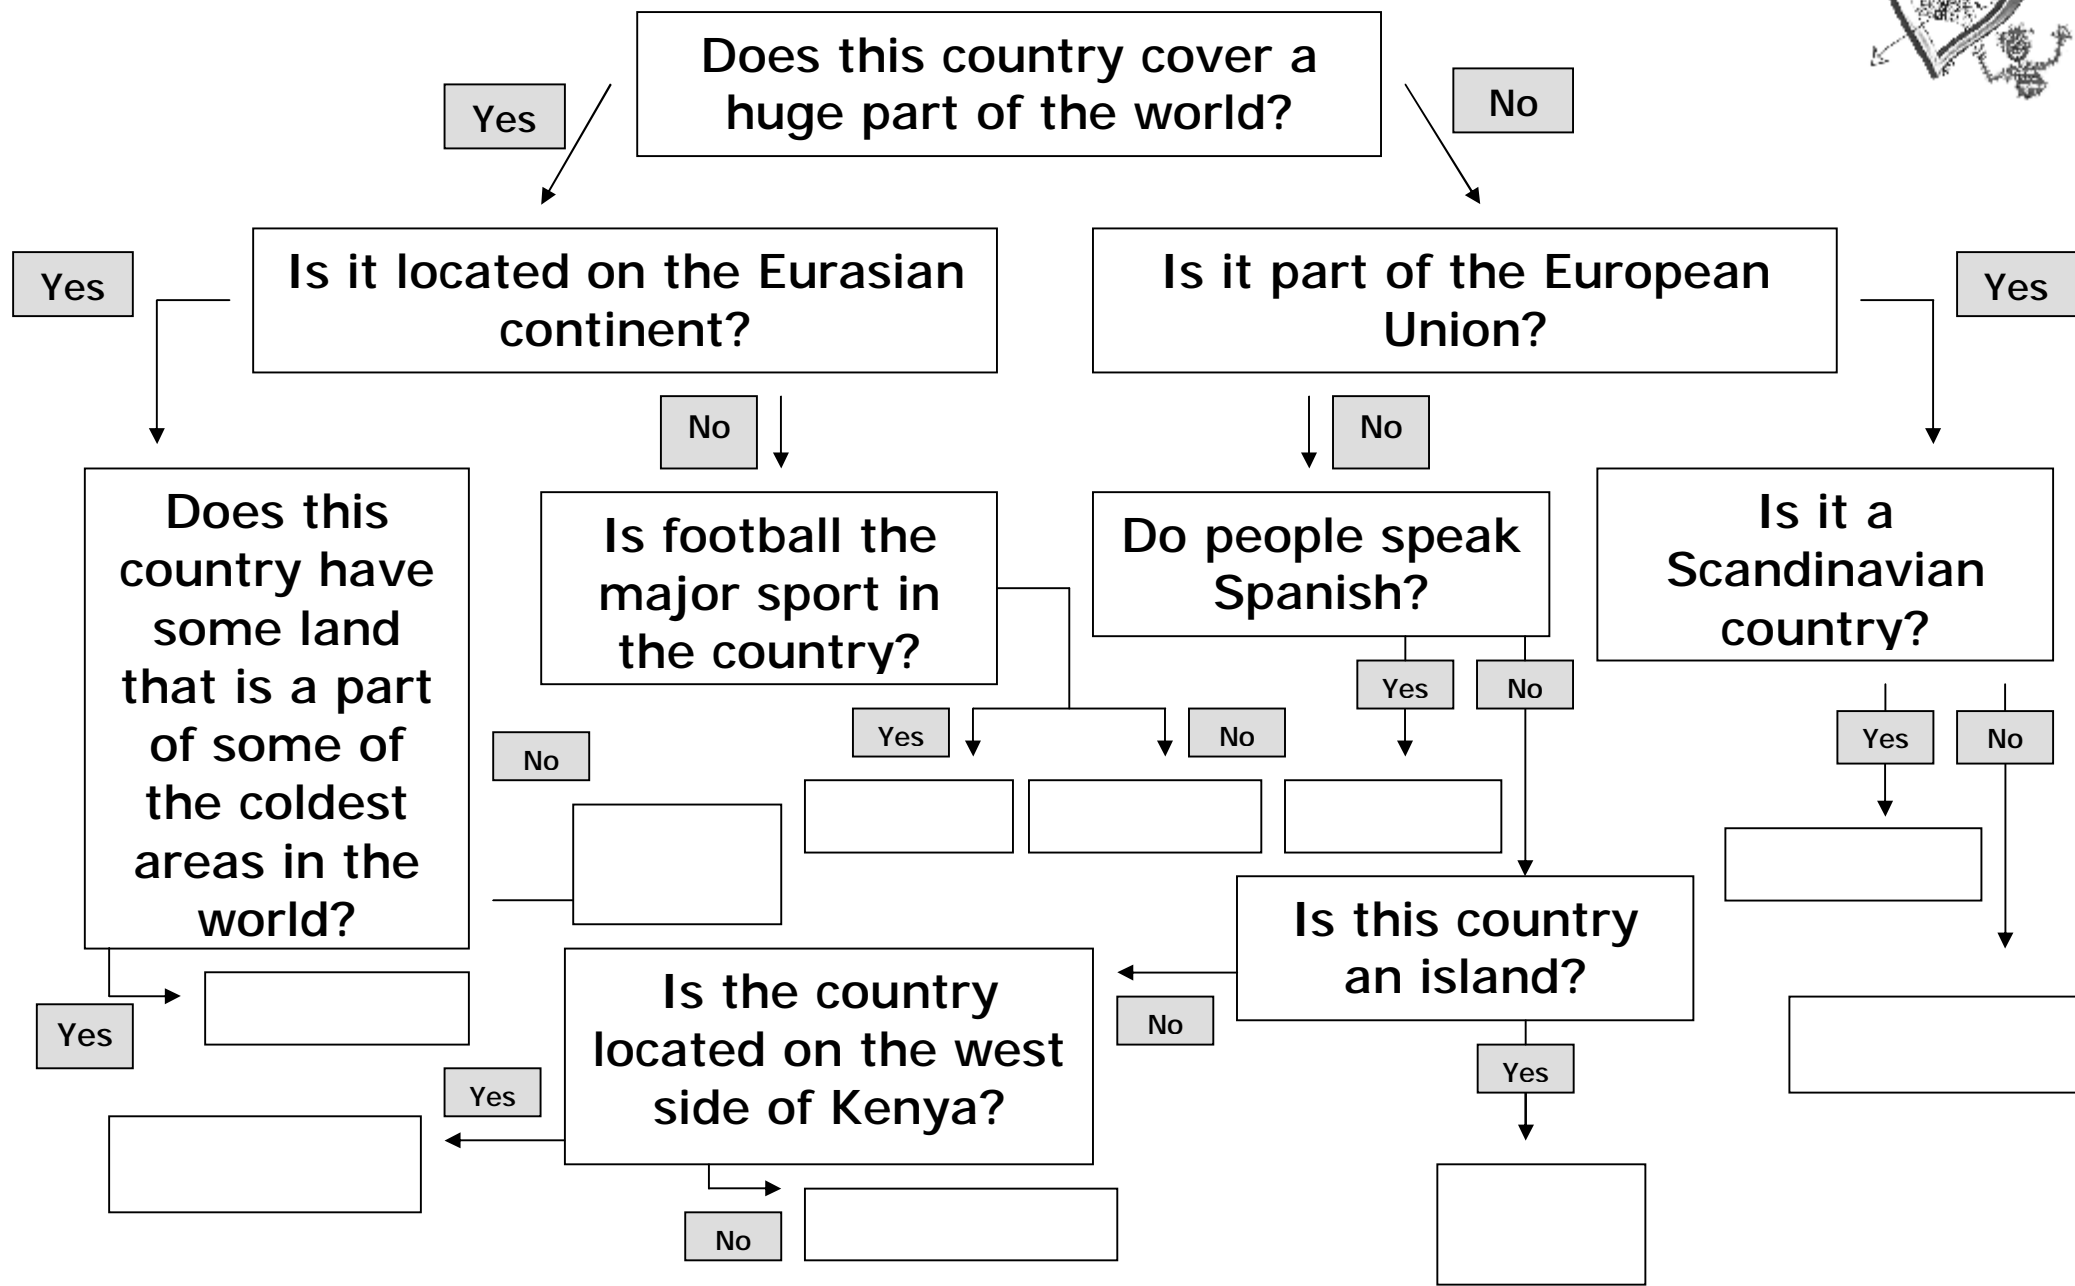 Does this country cover a
huge part of the world?
Yes
No
Is it located on the Eurasian
continent?
Yes
Is it part of the European
Union?
Yes
No
No
Does this
country have
some land
that is a part
of some of
the coldest
areas in the
world?
Is football the
major sport in
the country?
Do people speak
Spanish?
Is it a
Scandinavian
country?
Yes
No
Yes
No
Yes
No
No
Is this country
an island?
Is the country
located on the west
side of Kenya?
No
Yes
Yes
Yes
No